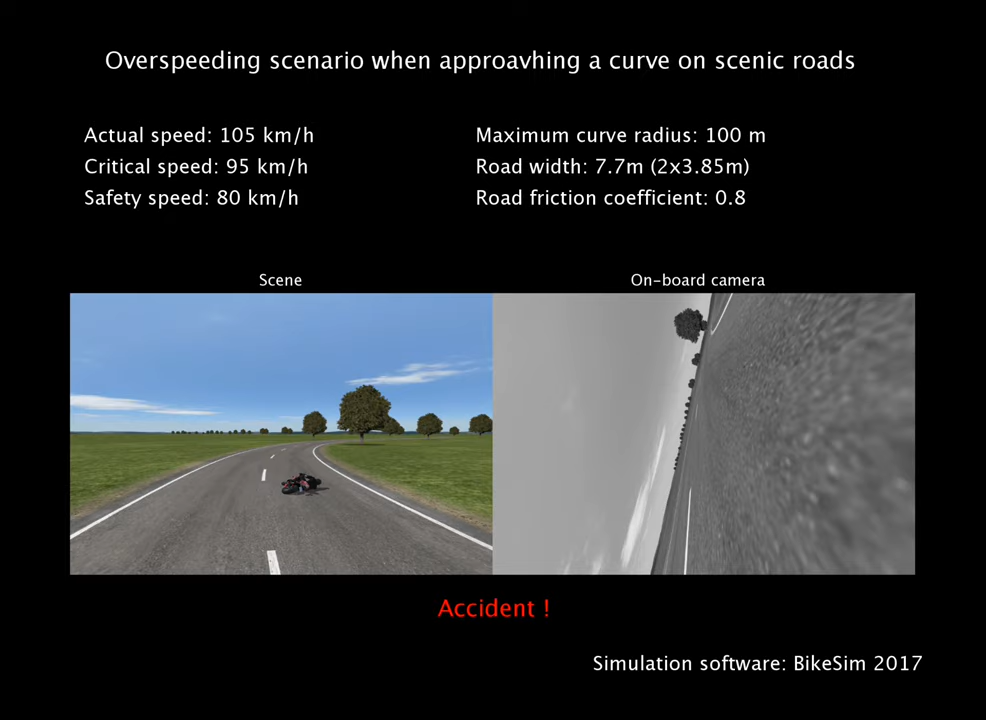 Overspeeding scenario when approavhing a curve on scenic roads
Actual speed: 105 km/h
Critical speed: 95 km/h
Safety speed: 80 km/h
Maximum curve radius: 100 m
Road width: 7.7m (2x3.85m)
Road friction coefficient: 0.8
Scene
On-board camera
Accident !
Simulation software: BikeSim 2017